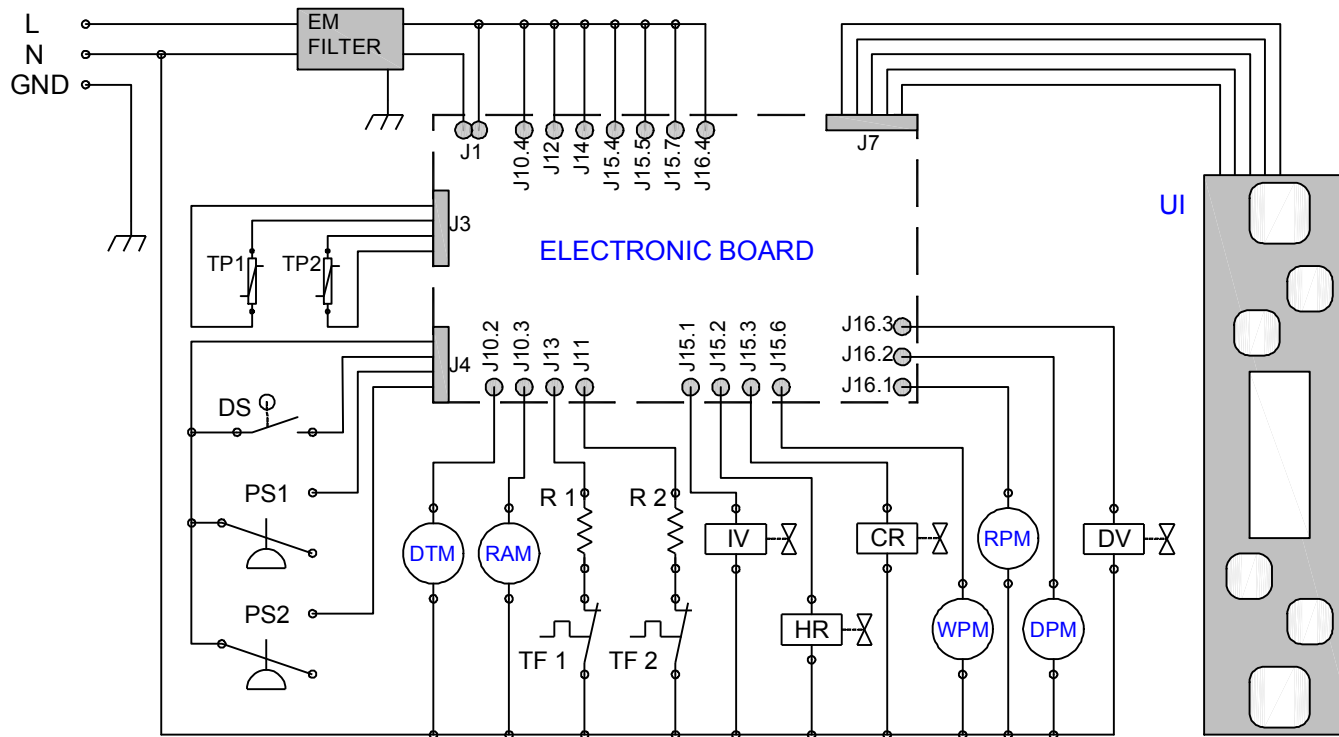 L
N
GND
EM
FILTER
J1
J10.4
J12
J14
J15.4
J15.5
J15.7
J16.4
J7
UI
J3
TP1
TP2
ELECTRONIC BOARD
J4
J10.2
J10.3
J13
J11
J15.1
J15.2
J15.3
J15.6
J16.3
J16.2
J16.1
DS
PS1
PS2
R 1
R 2
DTM
RAM
IV
CR
RPM
DV
HR
WPM
DPM
TF 1
TF 2